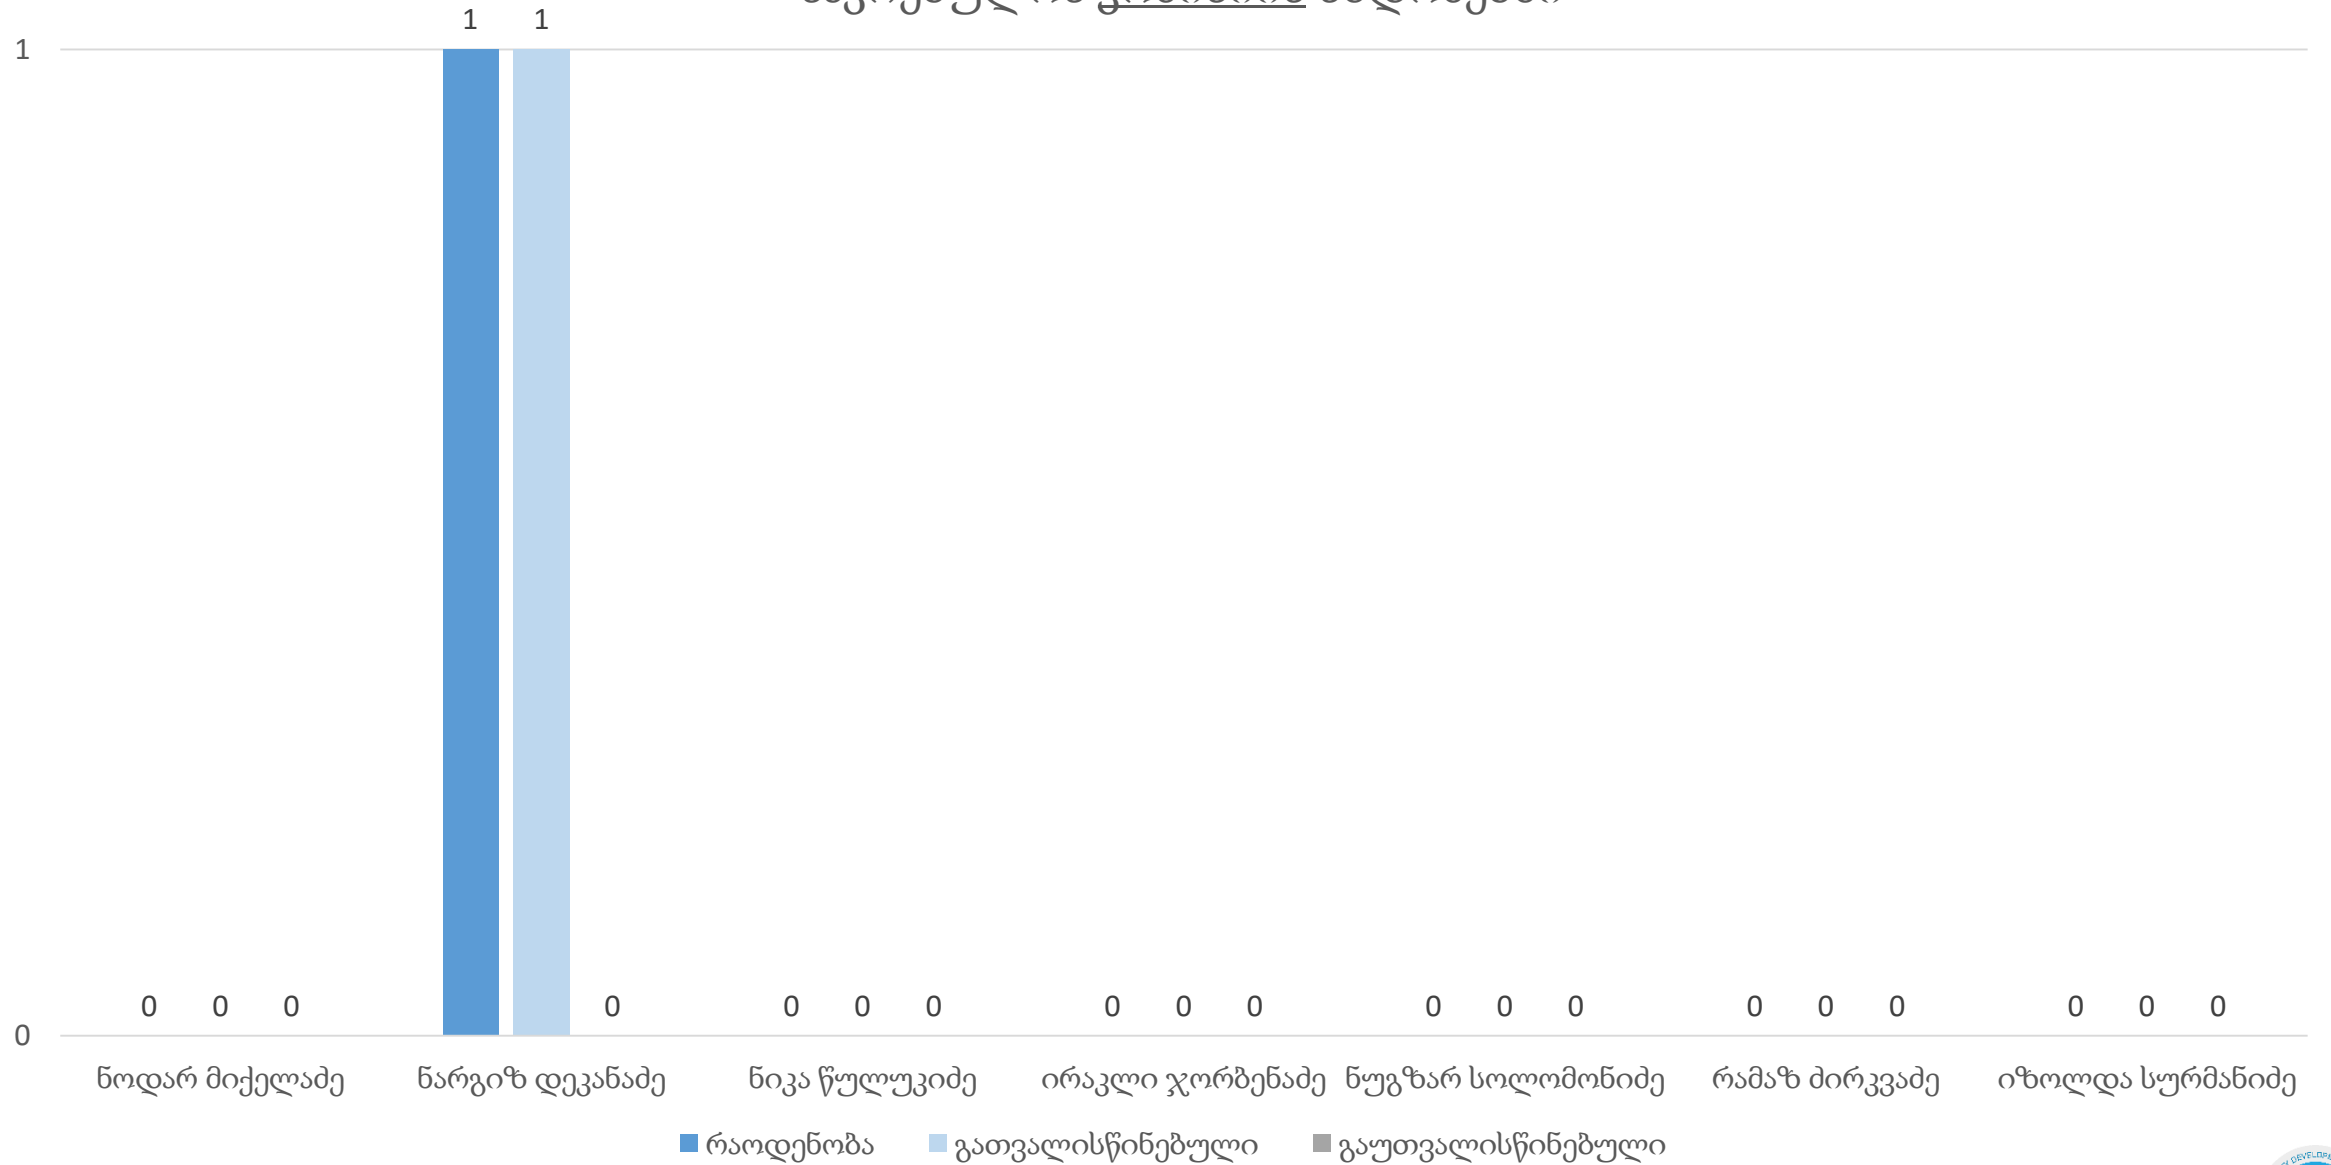 1 1
1
0 0 0 0 0 0 0 0 0 0 0 0 0 0 0 0 0 0 0
0
ნოდარ მიქელაძე ნარგიზ დეკანაძე ნიკა წულუკიძე ირაკლი ჯორბენაძე ნუგზარ სოლომონიძე რამაზ ძირკვაძე იზოლდა სურმანიძე
რაოდენობა გათვალისწინებული გაუთვალისწინებული